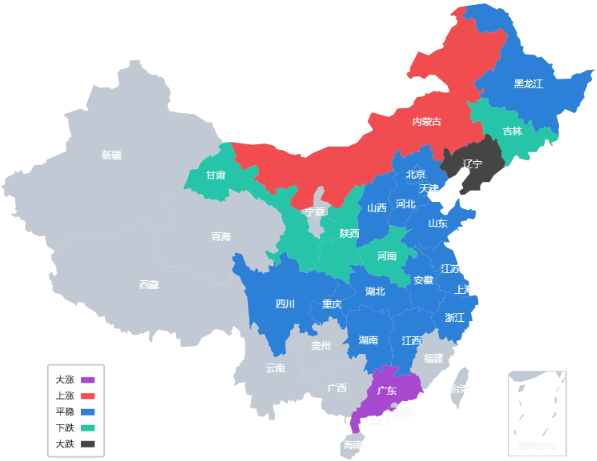 黑龙江
内蒙古
吉林
新疆
辽宁
甘肃
北京
天津
宁夏
山西
河北
山东
青海
陕西
河南
江苏
安徽
西藏
上海
四川
重庆
湖北
浙江
湖南
江西
贵州
福建
云南
广西
广东
台湾
海南
大涨
上涨
平稳
下跌
大跌